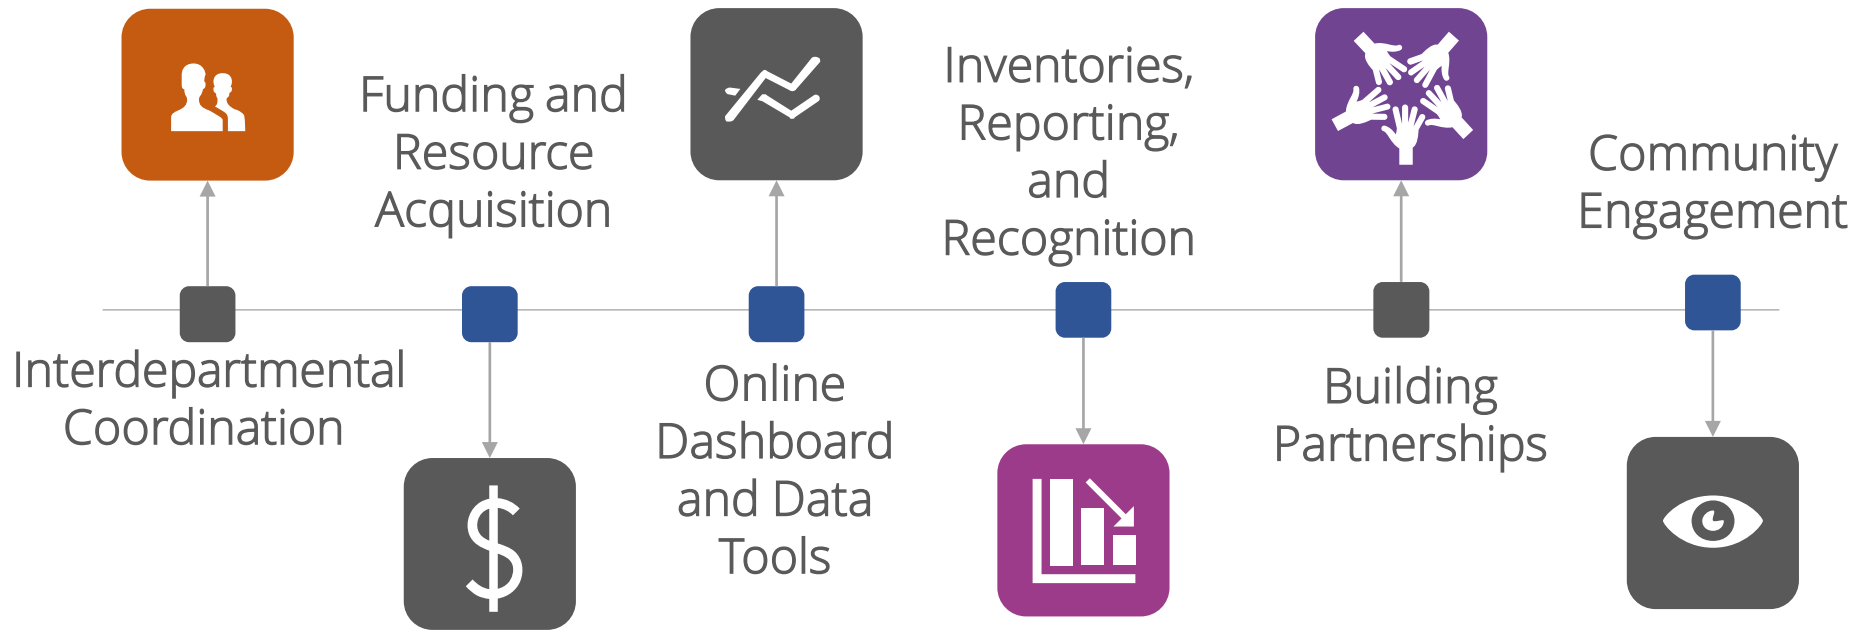 Interdepartmental
Coordination
Funding and
Resource
Acquisition
Online
Dashboard
and Data
Tools
Inventories,
Reporting,
and
Recognition
Building
Partnerships
Community
Engagement